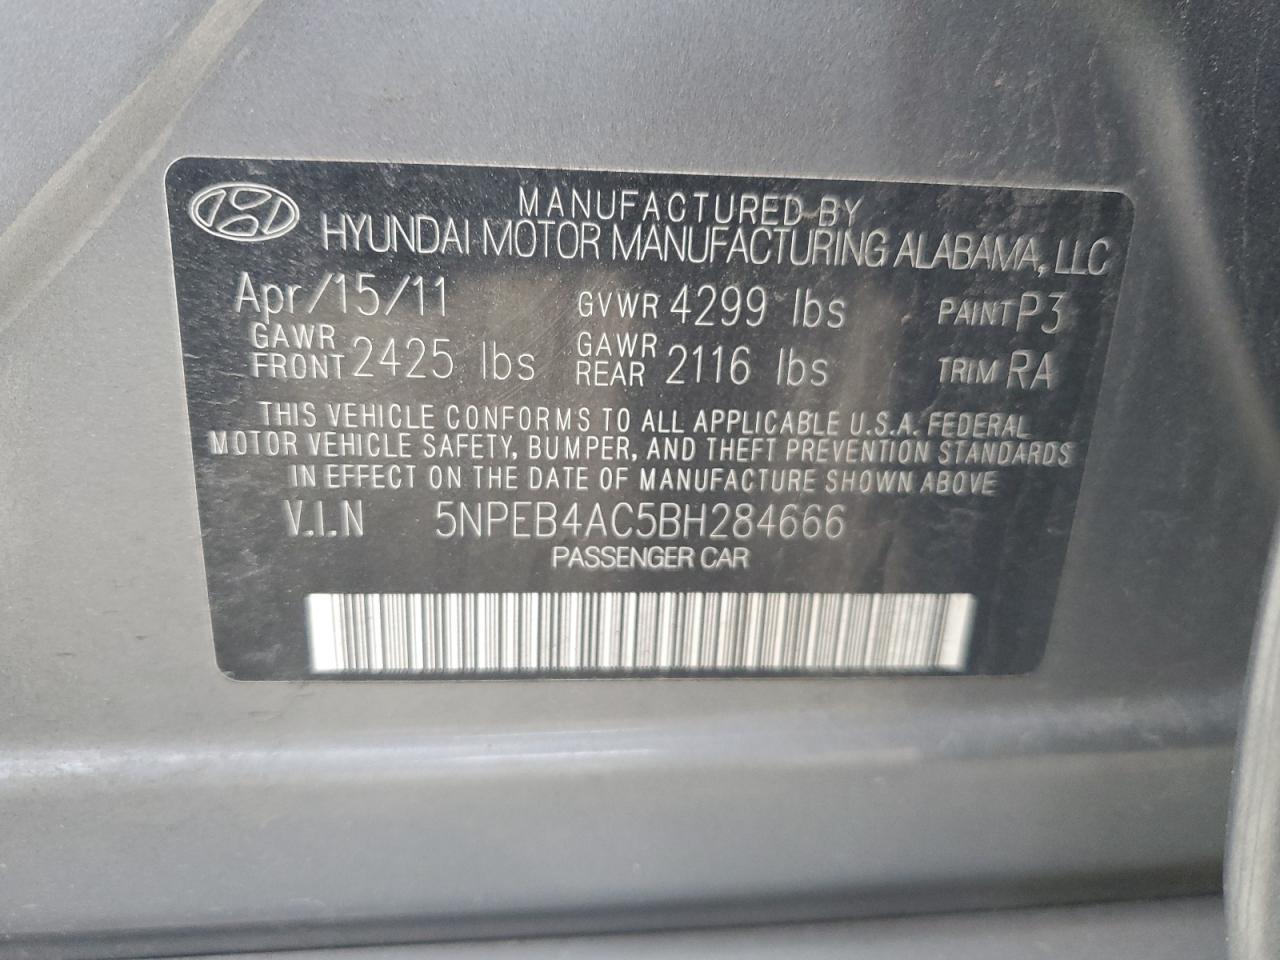 MANUFACTURED BY
HYUNDAI MOTOR MANUFACTURING ALABAMA, LLC
Apr/15/11 GVWR 4299 lbs PAINT P3
GAWR FRONT 2425 lbs GAWR REAR 2116 lbs TRIM RA
THIS VEHICLE CONFORMS TO ALL APPLICABLE U.S.A. FEDERAL
MOTOR VEHICLE SAFETY, BUMPER, AND THEFT PREVENTION STANDARDS
IN EFFECT ON THE DATE OF MANUFACTURE SHOWN ABOVE
V.I.N 5NPEB4AC5BH284666
PASSENGER CAR